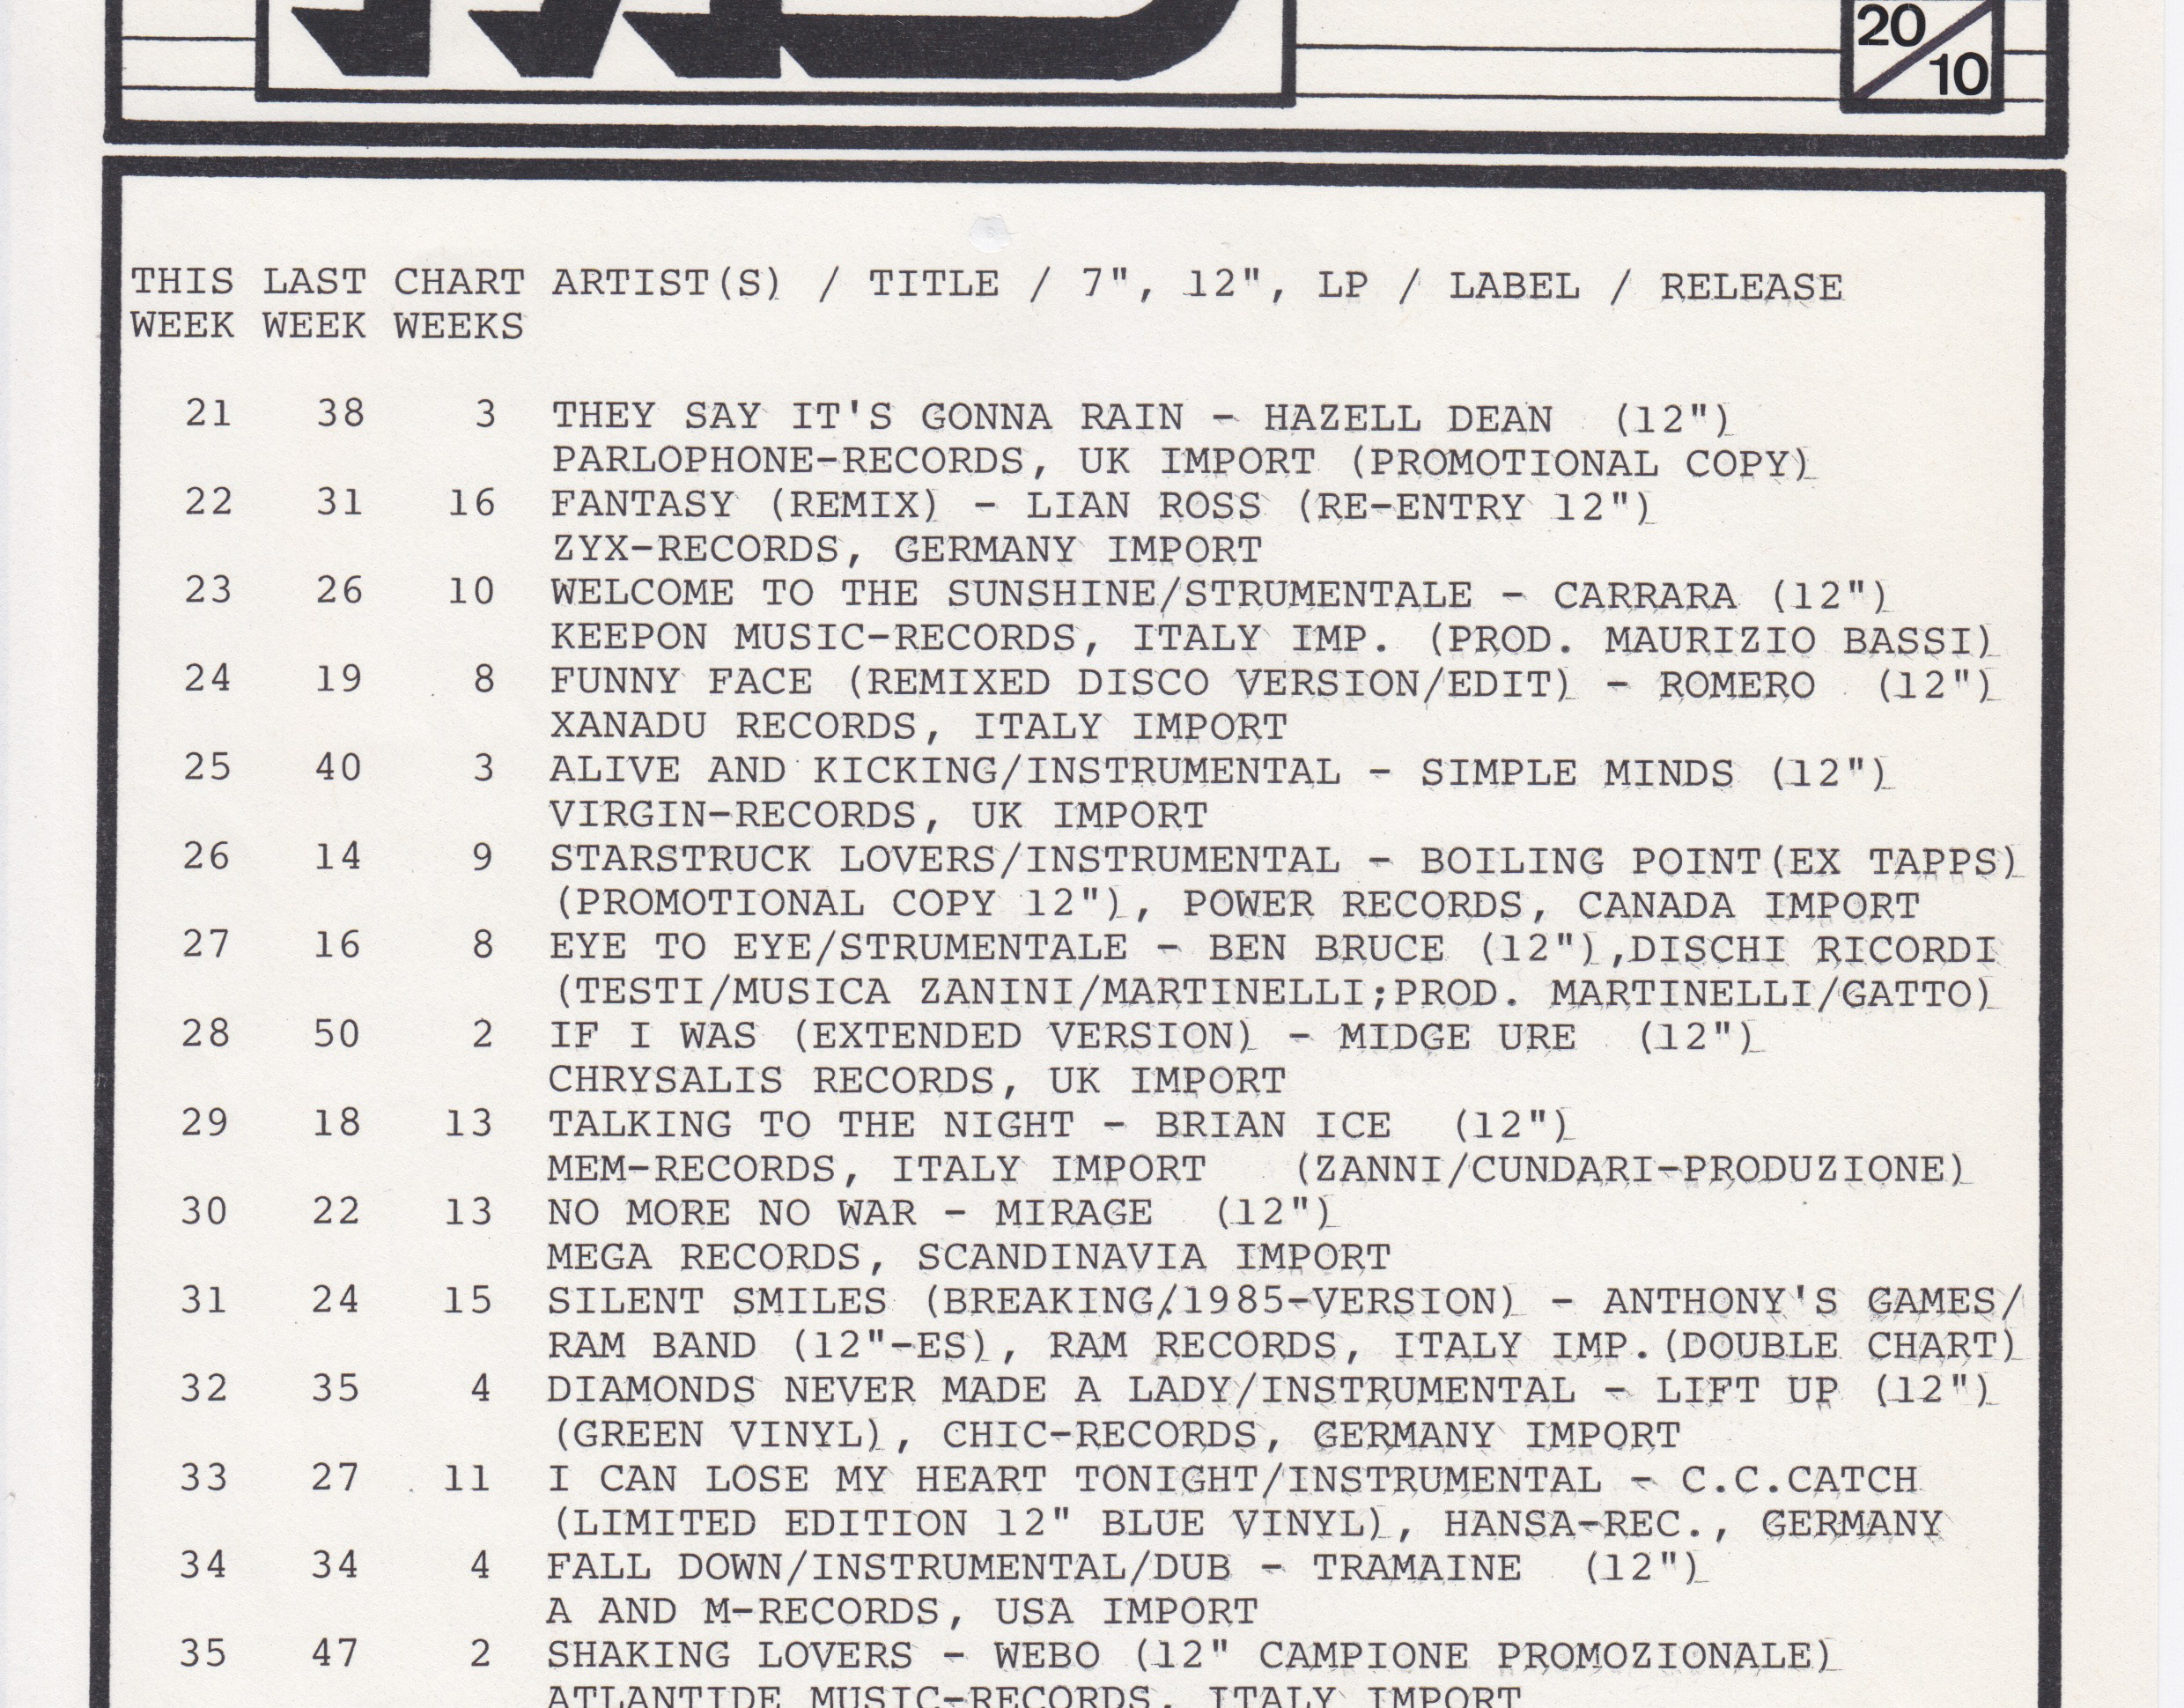 20/10
THIS LAST CHART ARTIST(S) / TITLE / 7", 12", LP / LABEL / RELEASE
WEEK WEEK WEEKS
21 38 3 THEY SAY IT'S GONNA RAIN - HAZELL DEAN (12")
PARLOPHONE-RECORDS, UK IMPORT (PROMOTIONAL COPY)
22 31 16 FANTASY (REMIX) - LIAN ROSS (RE-ENTRY 12")
ZYX-RECORDS, GERMANY IMPORT
23 26 10 WELCOME TO THE SUNSHINE/STRUMENTALE - CARRARA (12")
KEEPON MUSIC-RECORDS, ITALY IMP. (PROD. MAURIZIO BASSI)
24 19 8 FUNNY FACE (REMIXED DISCO VERSION/EDIT) - ROMERO (12")
XANADU RECORDS, ITALY IMPORT
25 40 3 ALIVE AND KICKING/INSTRUMENTAL - SIMPLE MINDS (12")
VIRGIN-RECORDS, UK IMPORT
26 14 9 STARSTRUCK LOVERS/INSTRUMENTAL - BOILING POINT(EX TAPPS)
(PROMOTIONAL COPY 12"), POWER RECORDS, CANADA IMPORT
27 16 8 EYE TO EYE/STRUMENTALE - BEN BRUCE (12"),DISCHI RICORDI
(TESTI/MUSICA ZANINI/MARTINELLI;PROD. MARTINELLI/GATTO)
28 50 2 IF I WAS (EXTENDED VERSION) - MIDGE URE (12")
CHRYSALIS RECORDS, UK IMPORT
29 18 13 TALKING TO THE NIGHT - BRIAN ICE (12")
MEM-RECORDS, ITALY IMPORT (ZANNI/CUNDARI-PRODUZIONE)
30 22 13 NO MORE NO WAR - MIRAGE (12")
MEGA RECORDS, SCANDINAVIA IMPORT
31 24 15 SILENT SMILES (BREAKING/1985-VERSION) - ANTHONY'S GAMES/
RAM BAND (12"-ES), RAM RECORDS, ITALY IMP.(DOUBLE CHART)
32 35 4 DIAMONDS NEVER MADE A LADY/INSTRUMENTAL - LIFT UP (12")
(GREEN VINYL), CHIC-RECORDS, GERMANY IMPORT
33 27 11 I CAN LOSE MY HEART TONIGHT/INSTRUMENTAL - C.C.CATCH
(LIMITED EDITION 12" BLUE VINYL), HANSA-REC., GERMANY
34 34 4 FALL DOWN/INSTRUMENTAL/DUB - TRAMAINE (12")
A AND M-RECORDS, USA IMPORT
35 47 2 SHAKING LOVERS - WEBO (12" CAMPIONE PROMOZIONALE)
ATLANTIDE MUSIC-RECORDS, ITALY IMPORT